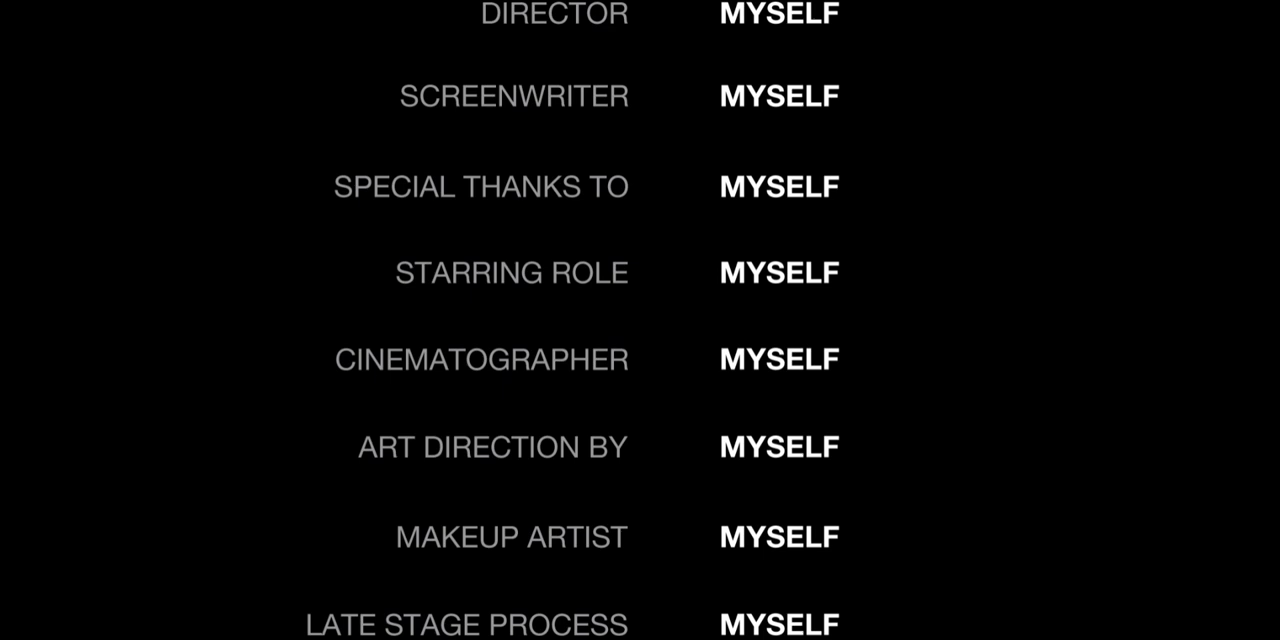 DIRECTOR MYSELF
SCREENWRITER MYSELF
SPECIAL THANKS TO MYSELF
STARRING ROLE MYSELF
CINEMATOGRAPHER MYSELF
ART DIRECTION BY MYSELF
MAKEUP ARTIST MYSELF
LATE STAGE PROCESS MYSELF